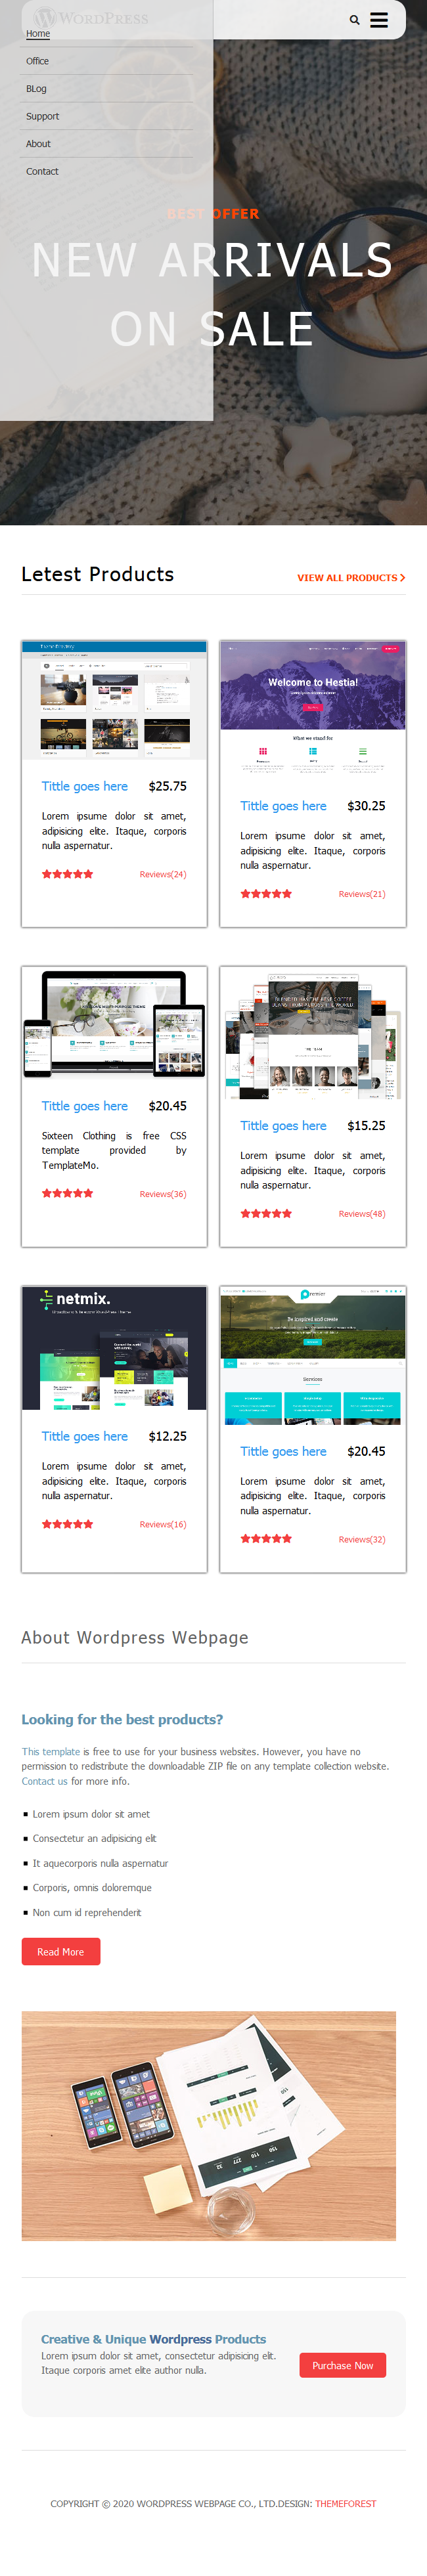 WORDPRESS
Home
Office
BLog
Support
About
Contact
BEST OFFER
NEW ARRIVALS
ON SALE
Letest Products
VIEW ALL PRODUCTS
Tittle goes here $25.75
Lorem ipsume dolor sit amet,
adipisicing elite. Itaque, corporis
nulla aspernatur.
Reviews(24)
Welcome to Hestia!
What we stand for
Tittle goes here $30.25
Lorem ipsume dolor sit amet,
adipisicing elite. Itaque, corporis
nulla aspernatur.
Reviews(21)
Tittle goes here $20.45
Sixteen Clothing is free CSS
template provided by
TemplateMo.
Reviews(36)
Tittle goes here $15.25
Lorem ipsume dolor sit amet,
adipisicing elite. Itaque, corporis
nulla aspernatur.
Reviews(48)
netmix.
Tittle goes here $12.25
Lorem ipsume dolor sit amet,
adipisicing elite. Itaque, corporis
nulla aspernatur.
Reviews(16)
Be inspired and create
Services
Tittle goes here $20.45
Lorem ipsume dolor sit amet,
adipisicing elite. Itaque, corporis
nulla aspernatur.
Reviews(32)
About Wordpress Webpage
Looking for the best products?
This template is free to use for your business websites. However, you have no
permission to redistribute the downloadable ZIP file on any template collection website.
Contact us for more info.
Lorem ipsum dolor sit amet
Consectetur an adipisicing elit
It aquecorporis nulla aspernatur
Corporis, omnis doloremque
Non cum id reprehenderit
Read More
Creative & Unique Wordpress Products
Lorem ipsum dolor sit amet, consectetur adipisicing elit.
Itaque corporis amet elite author nulla.
Purchase Now
COPYRIGHT © 2020 WORDPRESS WEBPAGE CO., LTD.DESIGN: THEMEFOREST